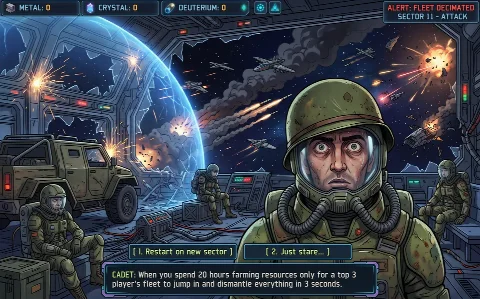 METAL: 0
CRYSTAL: 0
DEUTERIUM: 0
ALERT: FLEET DECIMATED
SECTOR 11 - ATTACK
[ 1. Restart on new sector ]
[ 2. Just stare... ]
CADET: When you spend 20 hours farming resources only for a top 3
player's fleet to jump in and dismantle everything in 3 seconds.